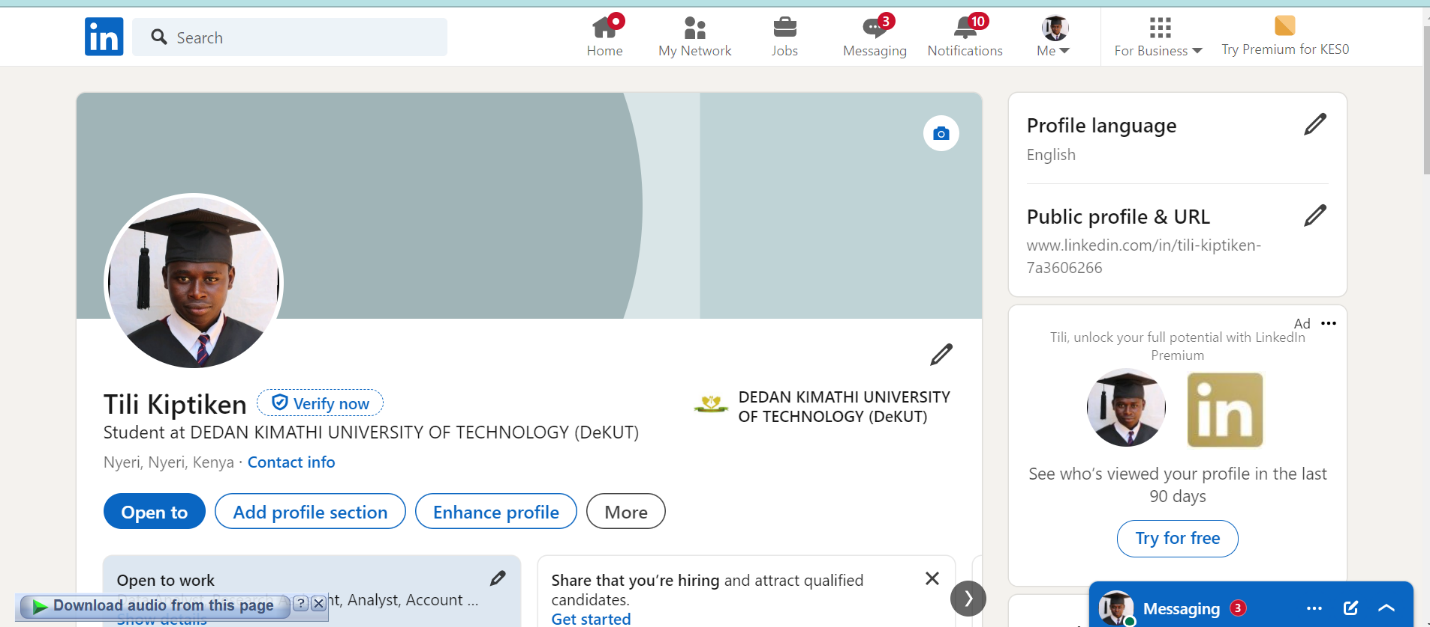 in
Search
Home
My Network
Jobs
3
Messaging
10
Notifications
Me
For Business
Try Premium for KES0
Profile language
English
Public profile & URL
www.linkedin.com/in/tili-kiptiken-
7a3606266
Tili Kiptiken
Verify now
Student at DEDAN KIMATHI UNIVERSITY OF TECHNOLOGY (DeKUT)
Nyeri, Nyeri, Kenya · Contact info
DEDAN KIMATHI UNIVERSITY
OF TECHNOLOGY (DeKUT)
Open to
Add profile section
Enhance profile
More
Open to work
Analyst, Account ...
Show details
Download audio from this page
?
Share that you're hiring and attract qualified
candidates.
Get started
Ad
Tili, unlock your full potential with LinkedIn
Premium
in
See who's viewed your profile in the last
90 days
Try for free
Messaging 3